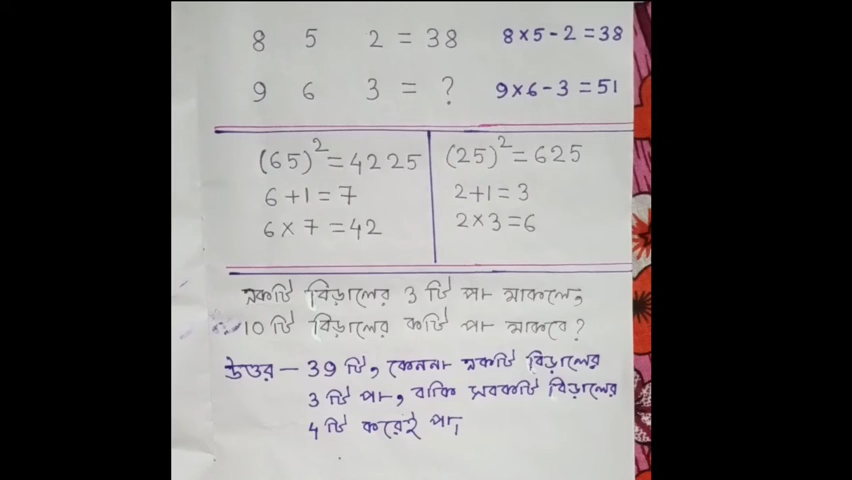 8 5 2 = 38 8×5-2=38
9 6 3 = ? 9×6-3=51
(65)²=4225
6+1=7
6×7=42
(25)²=625
2+1=3
2×3=6
একটি বিড়ালের 3 টি পা থাকলে,
10 টি বিড়ালের কটি পা থাকবে?
উত্তর — 39 টি, কেননা একটি বিড়ালের
3 টি পা, বাকি সবকটি বিড়ালের
4 টি করেই পা।